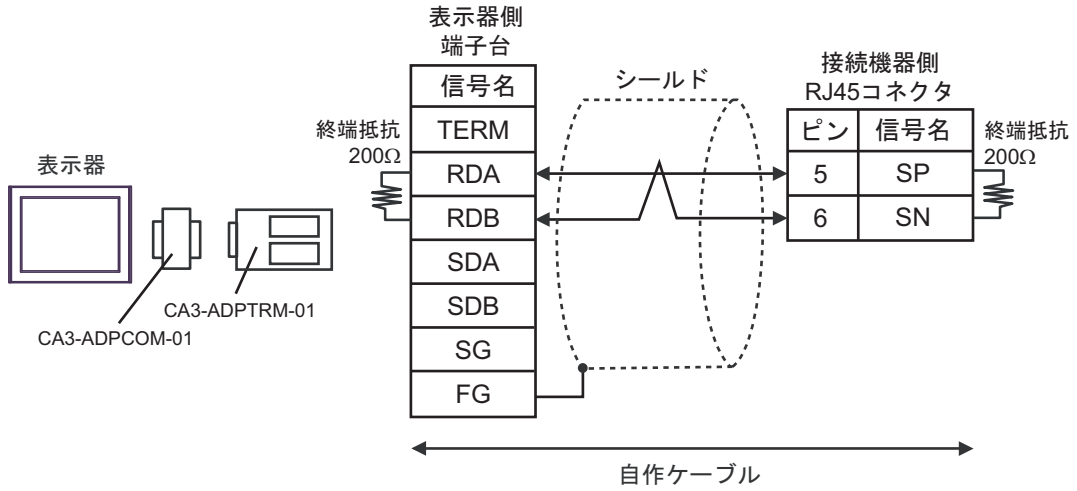 表示器
CA3-ADPCOM-01
CA3-ADPTRM-01
表示器側
端子台
信号名
TERM
RDA
RDB
SDA
SDB
SG
FG
終端抵抗
200Ω
シールド
接続機器側
RJ45コネクタ
ピン 信号名
5 SP
6 SN
終端抵抗
200Ω
自作ケーブル